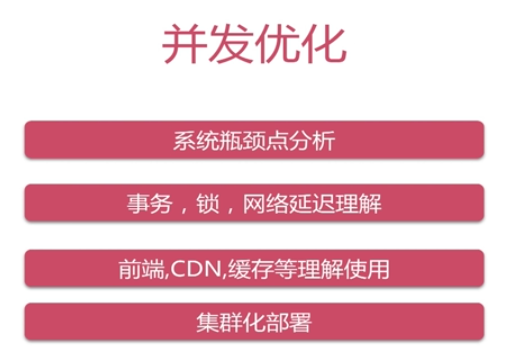 并发优化
系统瓶颈点分析
事务，锁，网络延迟理解
前端,CDN,缓存等理解使用
集群化部署